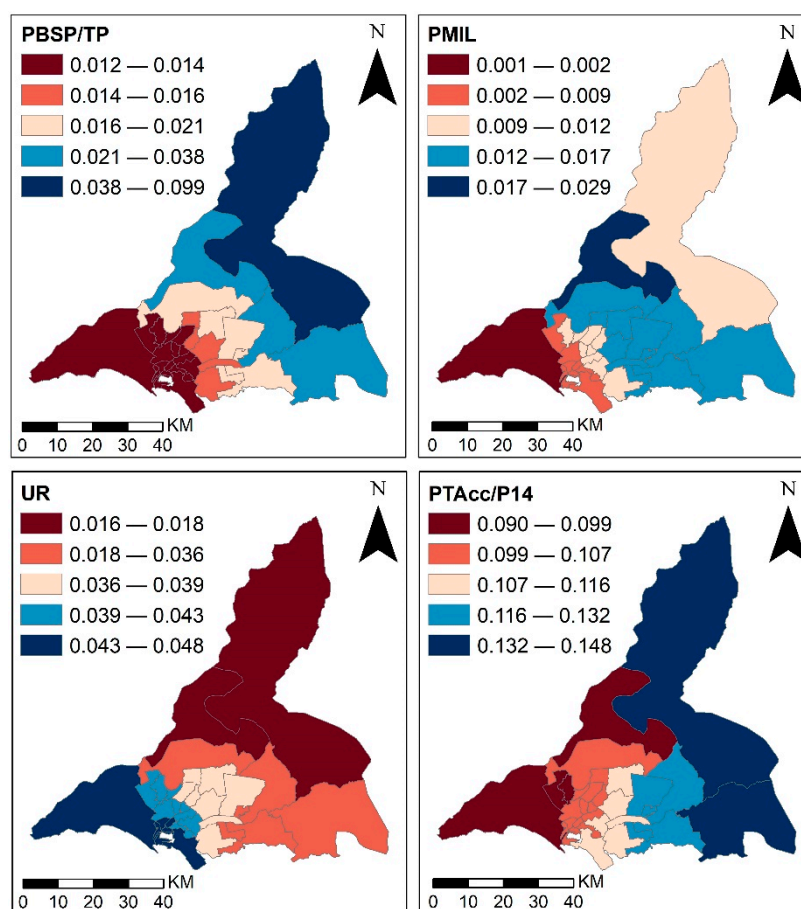 PBSP/TP
N
0.012 — 0.014
0.014 — 0.016
0.016 — 0.021
0.021 — 0.038
0.038 — 0.099
KM
0 10 20 30 40
PMIL
N
0.001 — 0.002
0.002 — 0.009
0.009 — 0.012
0.012 — 0.017
0.017 — 0.029
KM
0 10 20 30 40
UR
N
0.016 — 0.018
0.018 — 0.036
0.036 — 0.039
0.039 — 0.043
0.043 — 0.048
KM
0 10 20 30 40
PTAcc/P14
N
0.090 — 0.099
0.099 — 0.107
0.107 — 0.116
0.116 — 0.132
0.132 — 0.148
KM
0 10 20 30 40